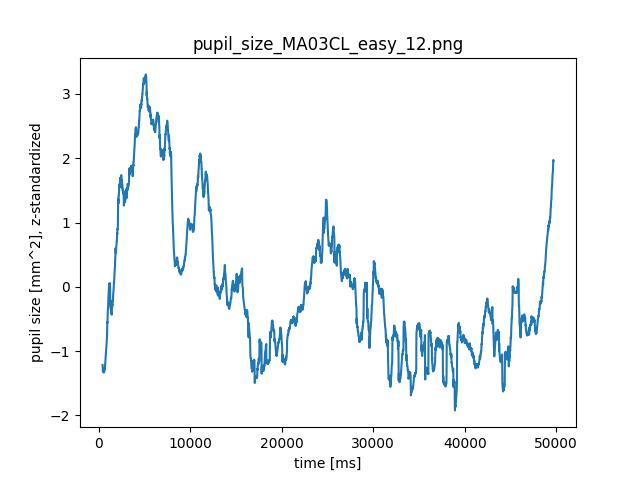 pupil_size_MA03CL_easy_12.png
pupil size [mm^2], z-standardized
3
2
1
0
−1
−2
0 10000 20000 30000 40000 50000
time [ms]